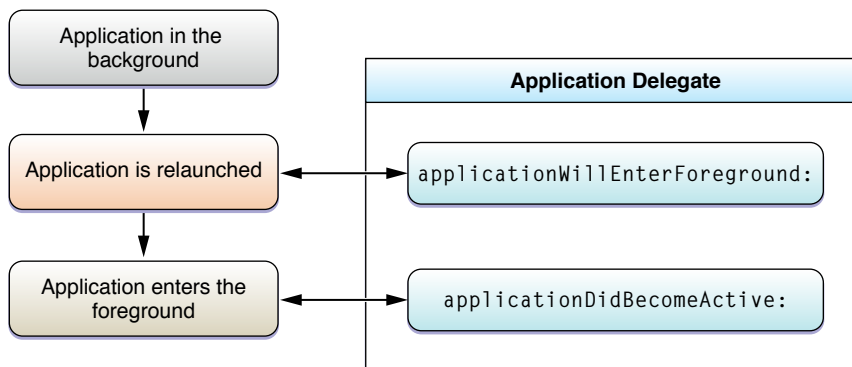 Application in the
background
Application Delegate
Application is relaunched
applicationWillEnterForeground:
Application enters the
foreground
applicationDidBecomeActive: